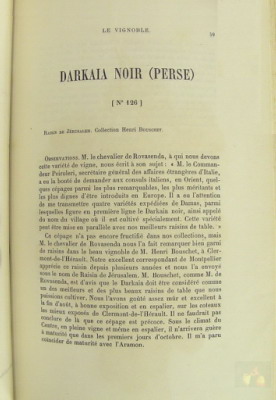 LE VIGNOBLE.
59
DARKAIA NOIR (PERSE)
[ N° 126 ]
RAISIN DE JÉRUSALEM. Collection Henri BOUSCHET.
OBSERVATIONS. M. le chevalier de Rovasenda, à qui nous devons
cette variété de vigne, nous écrit à son sujet : « M. le Comman-
deur Peiroleri, secrétaire général des affaires étrangères d'Italie,
a eu la bonté de demander aux consuls italiens, en Orient, quel-
ques cépages parmi les plus remarquables, les plus méritants et
les plus dignes d'être introduits en Europe. Il a eu l'attention
de me transmettre quatre variétés expédiées de Damas, parmi
lesquelles figure en première ligne le Darkaia noir, ainsi appelé
du nom du village où il est cultivé spécialement. Cette variété
peut être mise en parallèle avec nos meilleurs raisins de table. »
Ce cépage n'a pas encore fructifié dans nos collections, mais
M. le chevalier de Rovasenda nous l'a fait remarquer bien garni
de raisins dans le beau vignoble de M. Henri Bouschet, à Cler-
mont-de-l'Hérault. Notre excellent correspondant de Montpellier
apprécie ce raisin depuis plusieurs années et nous l'a envoyé
sous le nom de Raisin de Jérusalem. M. Bouschet, comme M. de
Rovasenda, est d'avis que le Darkaia doit être considéré comme
un des meilleurs et des plus beaux raisins de table que nous
puissions cultiver. Nous l'avons goûté assez mûr et excellent à
la fin d'août, à bonne exposition et en espalier, sur les coteaux
les mieux exposés de Clermont-de-l'Hérault. Il ne faudrait pas
conclure de là que ce cépage est précoce. Sous le climat du
Centre, en pleine vigne et même en espalier, il n'arrivera guère
à maturité que dans les premiers jours d'octobre. Il m'a paru
coïncider de maturité avec l'Aramon.